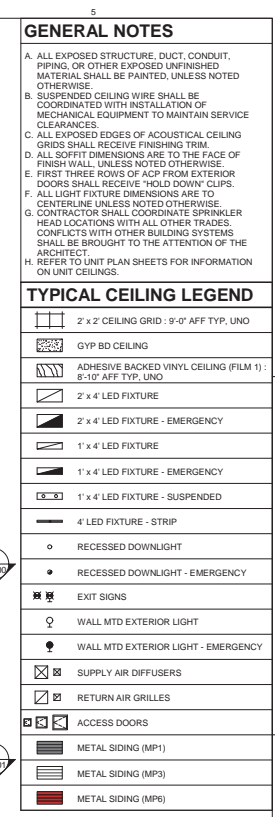 5
GENERAL NOTES
A. ALL EXPOSED STRUCTURE, DUCT, CONDUIT,
PIPING, OR OTHER EXPOSED UNFINISHED
MATERIAL SHALL BE PAINTED, UNLESS NOTED
OTHERWISE.
B. SUSPENDED CEILING WIRE SHALL BE
COORDINATED WITH INSTALLATION OF
MECHANICAL EQUIPMENT TO MAINTAIN SERVICE
CLEARANCES.
C. ALL EXPOSED EDGES OF ACOUSTICAL CEILING
GRIDS SHALL RECEIVE FINISHING TRIM.
D. ALL SOFFIT DIMENSIONS ARE TO THE FACE OF
FINISH WALL, UNLESS NOTED OTHERWISE.
E. FIRST THREE ROWS OF ACP FROM EXTERIOR
DOORS SHALL RECEIVE "HOLD DOWN" CLIPS.
F. ALL LIGHT FIXTURE DIMENSIONS ARE TO
CENTERLINE UNLESS NOTED OTHERWISE.
G. CONTRACTOR SHALL COORDINATE SPRINKLER
HEAD LOCATIONS WITH ALL OTHER TRADES.
CONFLICTS WITH OTHER BUILDING SYSTEMS
SHALL BE BROUGHT TO THE ATTENTION OF THE
ARCHITECT.
H. REFER TO UNIT PLAN SHEETS FOR INFORMATION
ON UNIT CEILINGS.
TYPICAL CEILING LEGEND
2' x 2' CEILING GRID : 9'-0" AFF TYP, UNO
GYP BD CEILING
ADHESIVE BACKED VINYL CEILING (FILM 1) :
8'-10" AFF TYP, UNO
2' x 4' LED FIXTURE
2' x 4' LED FIXTURE - EMERGENCY
1' x 4' LED FIXTURE
1' x 4' LED FIXTURE - EMERGENCY
1' x 4' LED FIXTURE - SUSPENDED
4' LED FIXTURE - STRIP
RECESSED DOWNLIGHT
RECESSED DOWNLIGHT - EMERGENCY
EXIT SIGNS
WALL MTD EXTERIOR LIGHT
WALL MTD EXTERIOR LIGHT - EMERGENCY
SUPPLY AIR DIFFUSERS
RETURN AIR GRILLES
ACCESS DOORS
METAL SIDING (MP1)
METAL SIDING (MP3)
METAL SIDING (MP6)